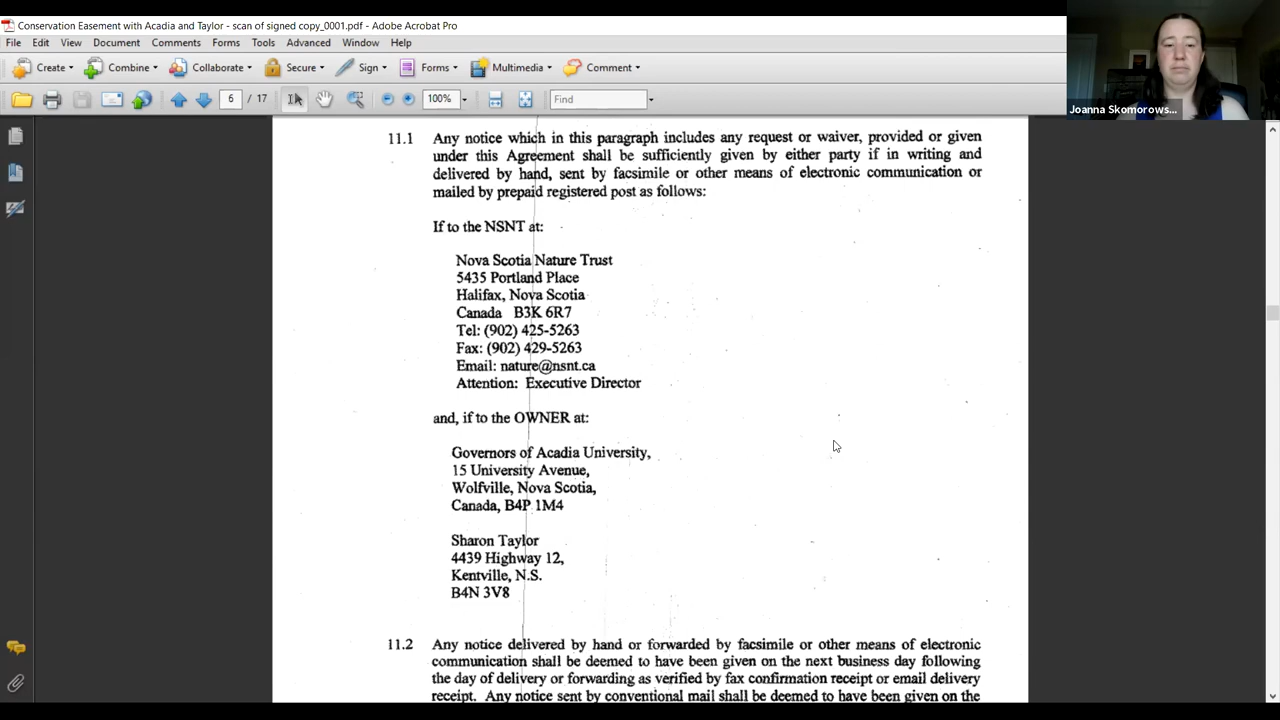 Conservation Easement with Acadia and Taylor - scan of signed copy_0001.pdf - Adobe Acrobat Pro
File Edit View Document Comments Forms Tools Advanced Window Help
Create Combine Collaborate Secure Sign Forms Multimedia Comment
6 / 17 100% Find
Joanna Skomorows...
11.1 Any notice which in this paragraph includes any request or waiver, provided or given
under this Agreement shall be sufficiently given by either party if in writing and
delivered by hand, sent by facsimile or other means of electronic communication or
mailed by prepaid registered post as follows:
If to the NSNT at:
Nova Scotia Nature Trust
5435 Portland Place
Halifax, Nova Scotia
Canada B3K 6R7
Tel: (902) 425-5263
Fax: (902) 429-5263
Email: nature@nsnt.ca
Attention: Executive Director
and, if to the OWNER at:
Governors of Acadia University,
15 University Avenue,
Wolfville, Nova Scotia,
Canada, B4P 1M4
Sharon Taylor
4439 Highway 12,
Kentville, N.S.
B4N 3V8
11.2 Any notice delivered by hand or forwarded by facsimile or other means of electronic
communication shall be deemed to have been given on the next business day following
the day of delivery or forwarding as verified by fax confirmation receipt or email delivery
receipt. Any notice sent by conventional mail shall be deemed to have been given on the